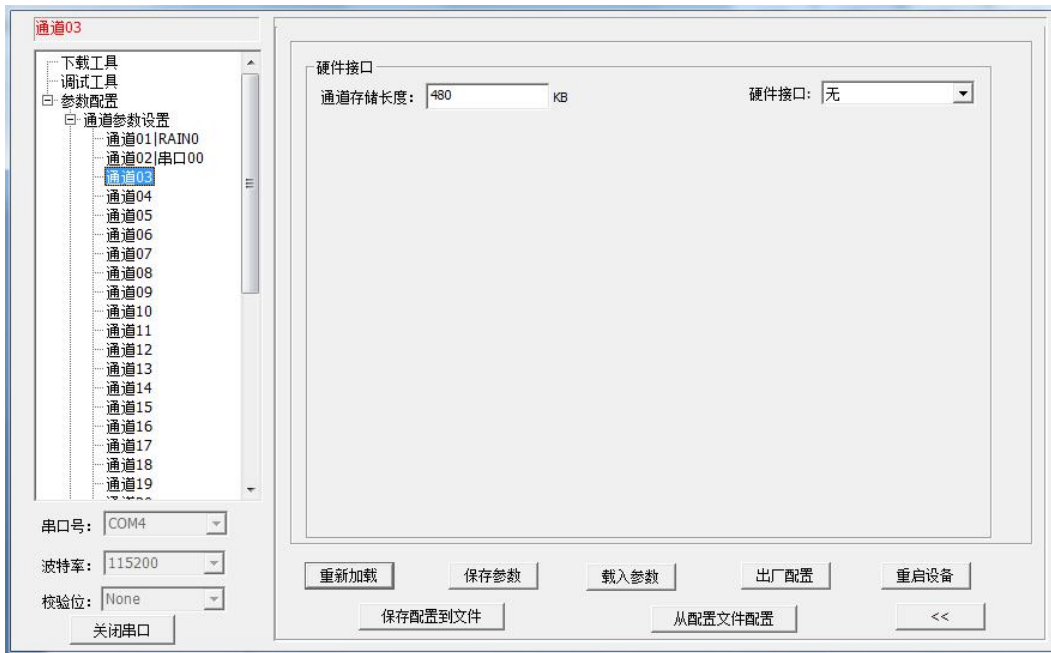 通道03
下载工具
调试工具
参数配置
通道参数设置
通道01|RAIN0
通道02|串口00
通道03
通道04
通道05
通道06
通道07
通道08
通道09
通道10
通道11
通道12
通道13
通道14
通道15
通道16
通道17
通道18
通道19
串口号: COM4
波特率: 115200
校验位: None
关闭串口
硬件接口
通道存储长度: 480 KB 硬件接口: 无
重新加载 保存参数 载入参数 出厂配置 重启设备
保存配置到文件 从配置文件配置 <<